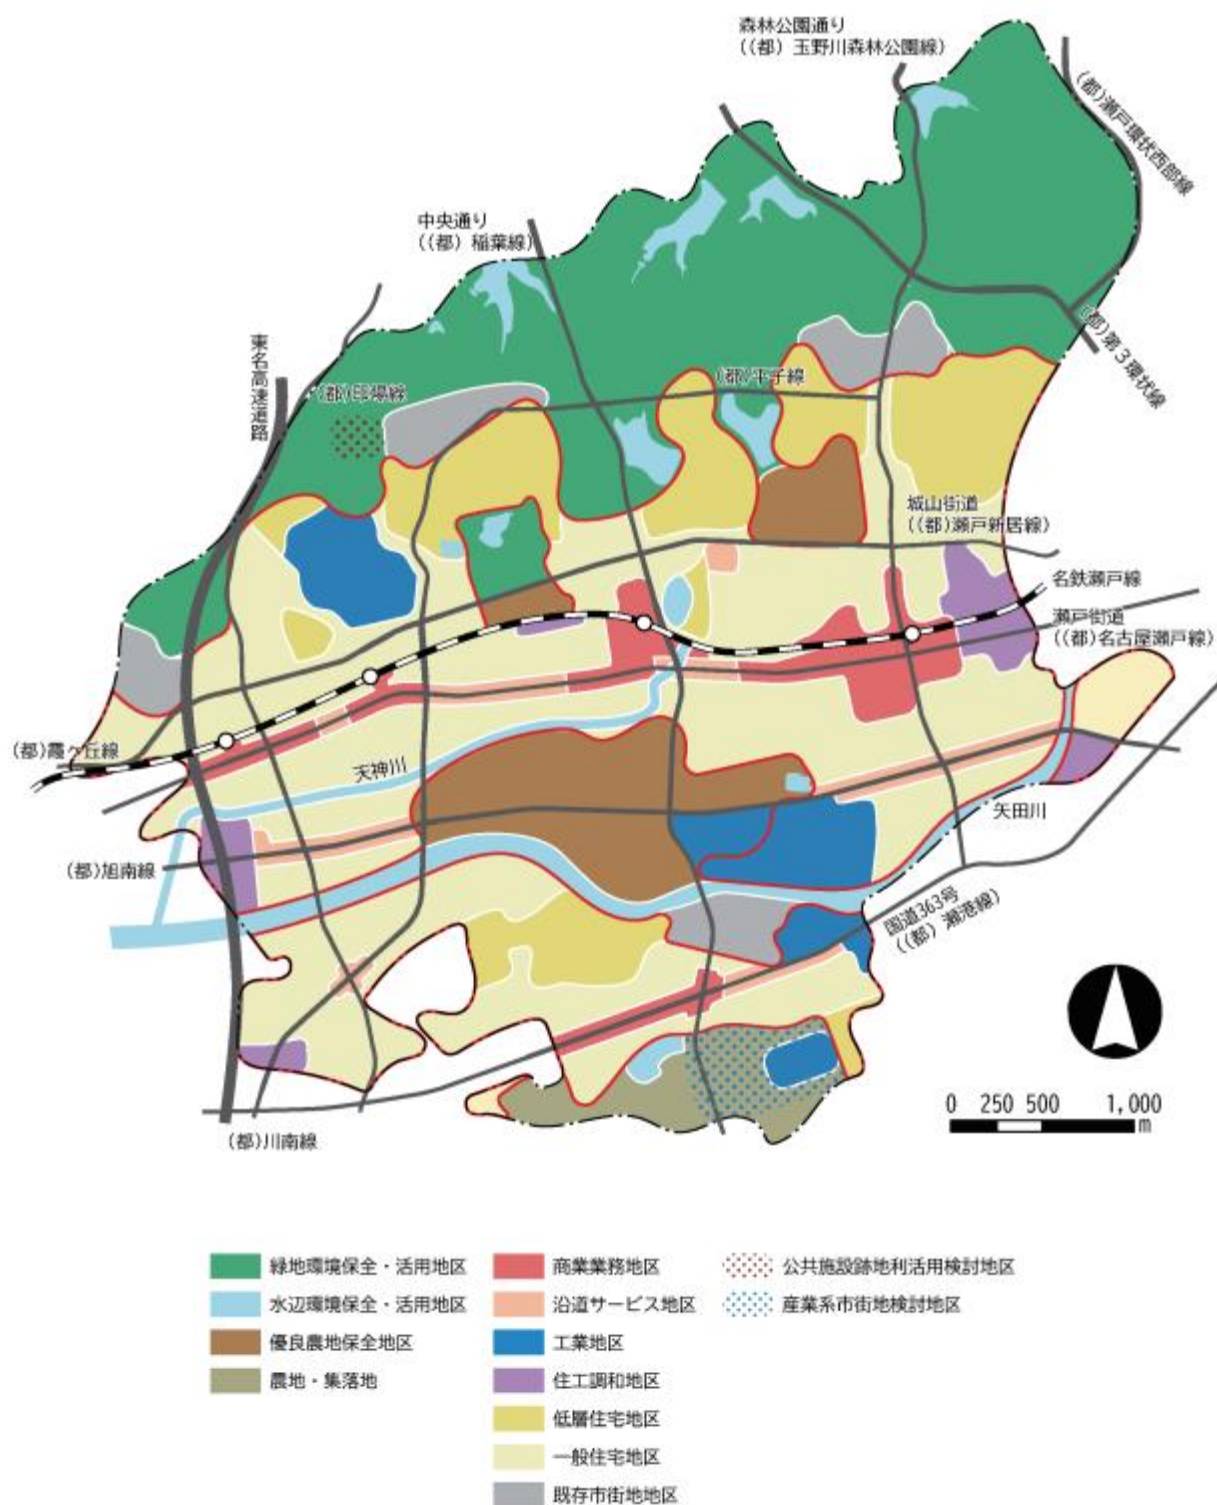 森林公園通り
((都) 玉野川森林公園線)
(都)瀬戸環状西部線
中央通り
((都) 稲葉線)
東名高速道路
(都)第3環状線
(都)平子線
(都)印場線
城山街道
((都)瀬戸新居線)
名鉄瀬戸線
瀬戸街道
((都)名古屋瀬戸線)
(都)霞ヶ丘線
天神川
矢田川
(都)旭南線
国道363号
((都) 瀬港線)
(都)川南線
0 250 500 1,000
m
緑地環境保全・活用地区
水辺環境保全・活用地区
優良農地保全地区
農地・集落地
商業業務地区
沿道サービス地区
工業地区
住工調和地区
低層住宅地区
一般住宅地区
既存市街地地区
公共施設跡地利活用検討地区
産業系市街地検討地区